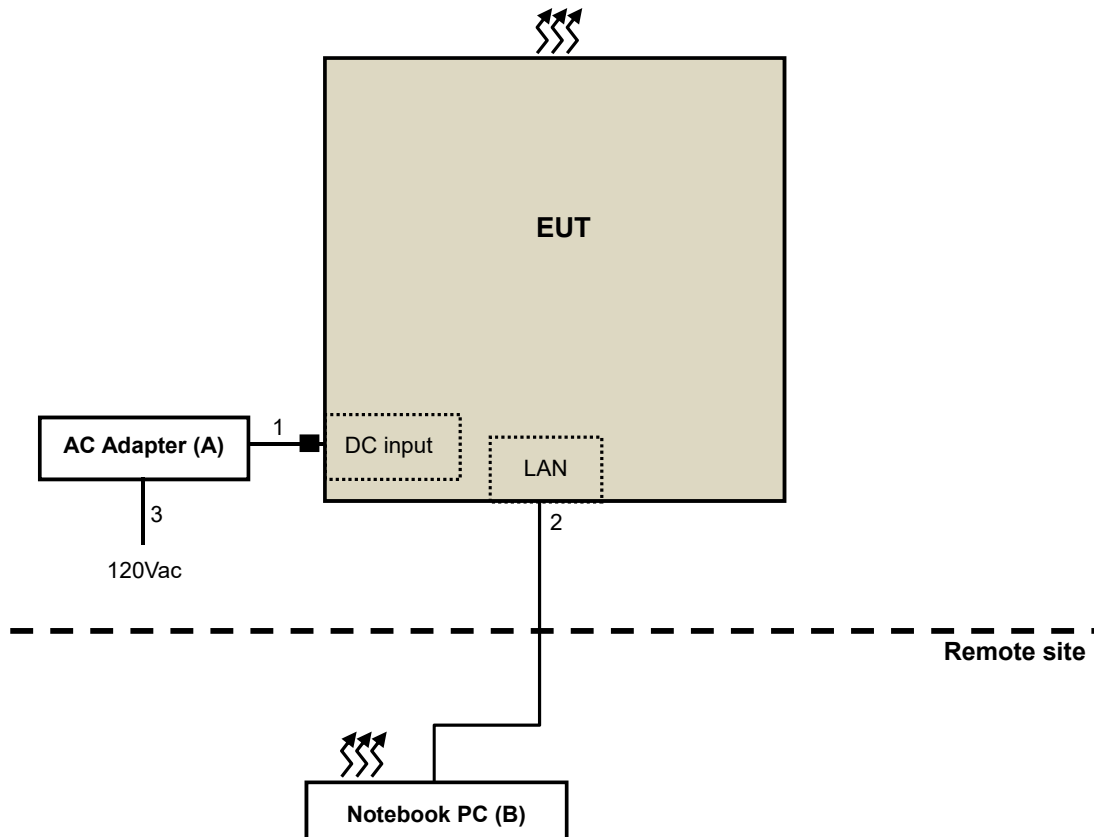 EUT
AC Adapter (A)
1
DC input
LAN
3
2
120Vac
Remote site
Notebook PC (B)